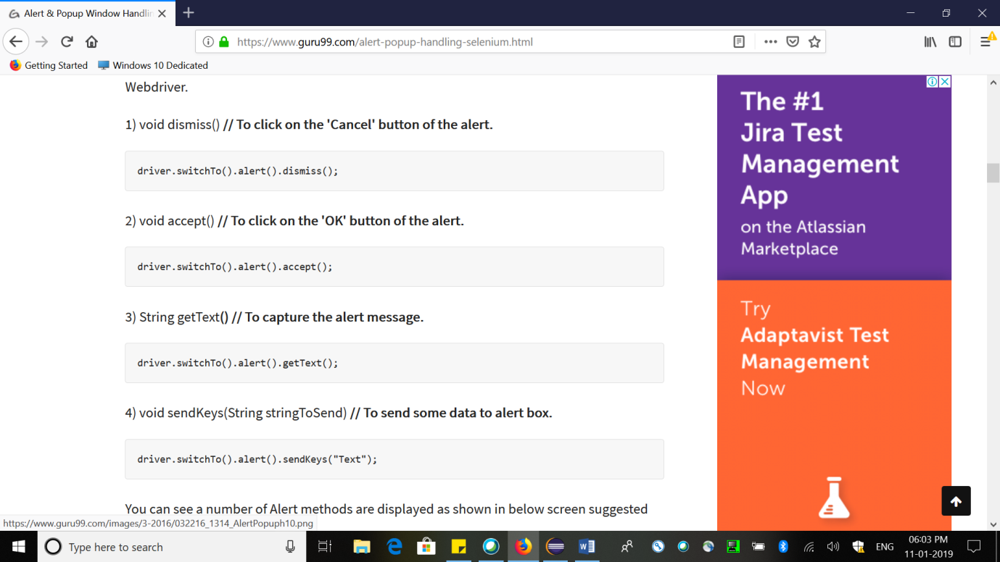 Alert & Popup Window Handlin
https://www.guru99.com/alert-popup-handling-selenium.html
Getting Started
Windows 10 Dedicated
Webdriver.
1) void dismiss() // To click on the 'Cancel' button of the alert.
driver.switchTo().alert().dismiss();
2) void accept() // To click on the 'OK' button of the alert.
driver.switchTo().alert().accept();
3) String getText() // To capture the alert message.
driver.switchTo().alert().getText();
4) void sendKeys(String stringToSend) // To send some data to alert box.
driver.switchTo().alert().sendKeys("Text");
You can see a number of Alert methods are displayed as shown in below screen suggested
https://www.guru99.com/images/3-2016/032216_1314_AlertPopuph10.png
The #1
Jira Test
Management
App
on the Atlassian
Marketplace
Try
Adaptavist Test
Management
Now
Type here to search
ENG
06:03 PM
11-01-2019